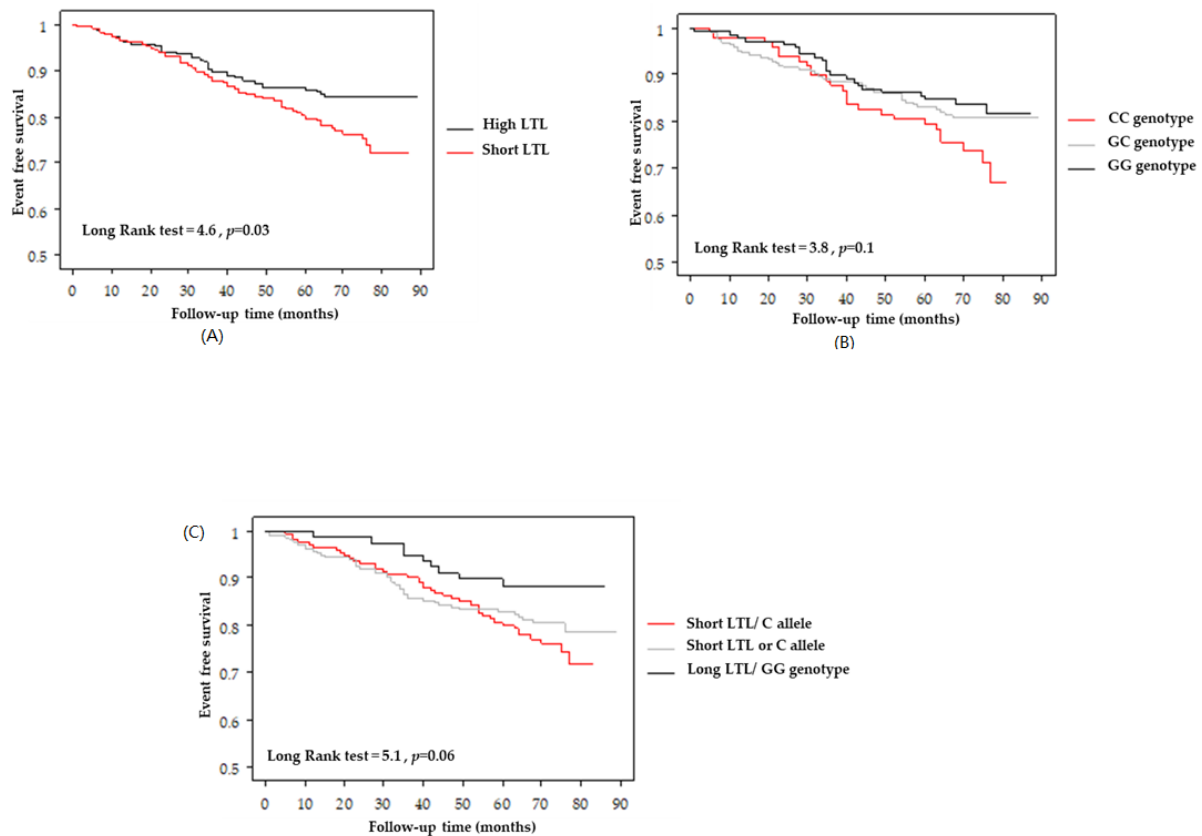 1
0.9
0.8
0.7
0.6
0.5
Event free survival
High LTL
Short LTL
Long Rank test = 4.6 , p=0.03
0 10 20 30 40 50 60 70 80 90
Follow-up time (months)
(A)
1
0.9
0.8
0.7
0.6
0.5
Event free survival
CC genotype
GC genotype
GG genotype
Long Rank test = 3.8 , p=0.1
0 10 20 30 40 50 60 70 80 90
Follow-up time (months)
(B)
(C)
1
0.9
0.8
0.7
0.6
0.5
Event free survival
Short LTL/ C allele
Short LTL or C allele
Long LTL/ GG genotype
Long Rank test = 5.1 , p=0.06
0 10 20 30 40 50 60 70 80 90
Follow-up time (months)